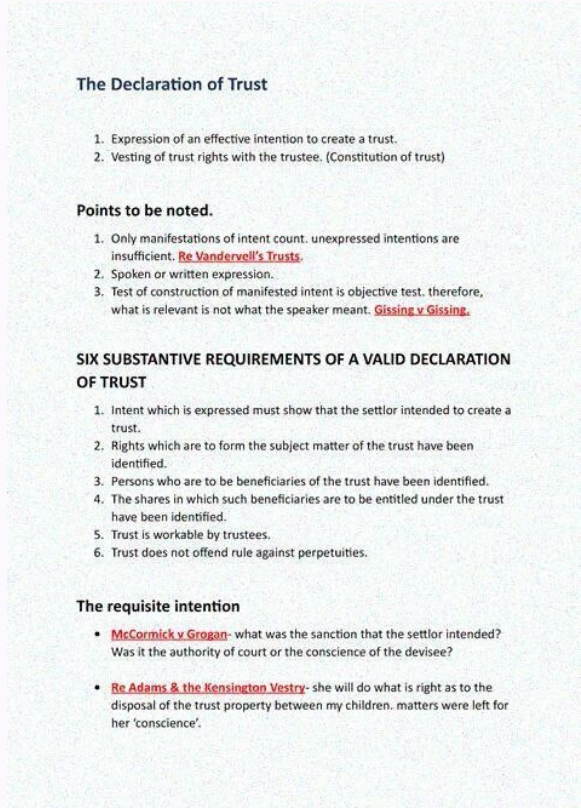 The Declaration of Trust
1. Expression of an effective intention to create a trust.
2. Vesting of trust rights with the trustee. (Constitution of trust)
Points to be noted.
1. Only manifestations of intent count. unexpressed intentions are
insufficient. Re Vandervell's Trusts.
2. Spoken or written expression.
3. Test of construction of manifested intent is objective test. therefore,
what is relevant is not what the speaker meant. Gissing v Gissing.
SIX SUBSTANTIVE REQUIREMENTS OF A VALID DECLARATION
OF TRUST
1. Intent which is expressed must show that the settlor intended to create a
trust.
2. Rights which are to form the subject matter of the trust have been
identified.
3. Persons who are to be beneficiaries of the trust have been identified.
4. The shares in which such beneficiaries are to be entitled under the trust
have been identified.
5. Trust is workable by trustees.
6. Trust does not offend rule against perpetuities.
The requisite intention
• McCormick v Grogan- what was the sanction that the settlor intended?
Was it the authority of court or the conscience of the devisee?
• Re Adams & the Kensington Vestry- she will do what is right as to the
disposal of the trust property between my children. matters were left for
her 'conscience'.